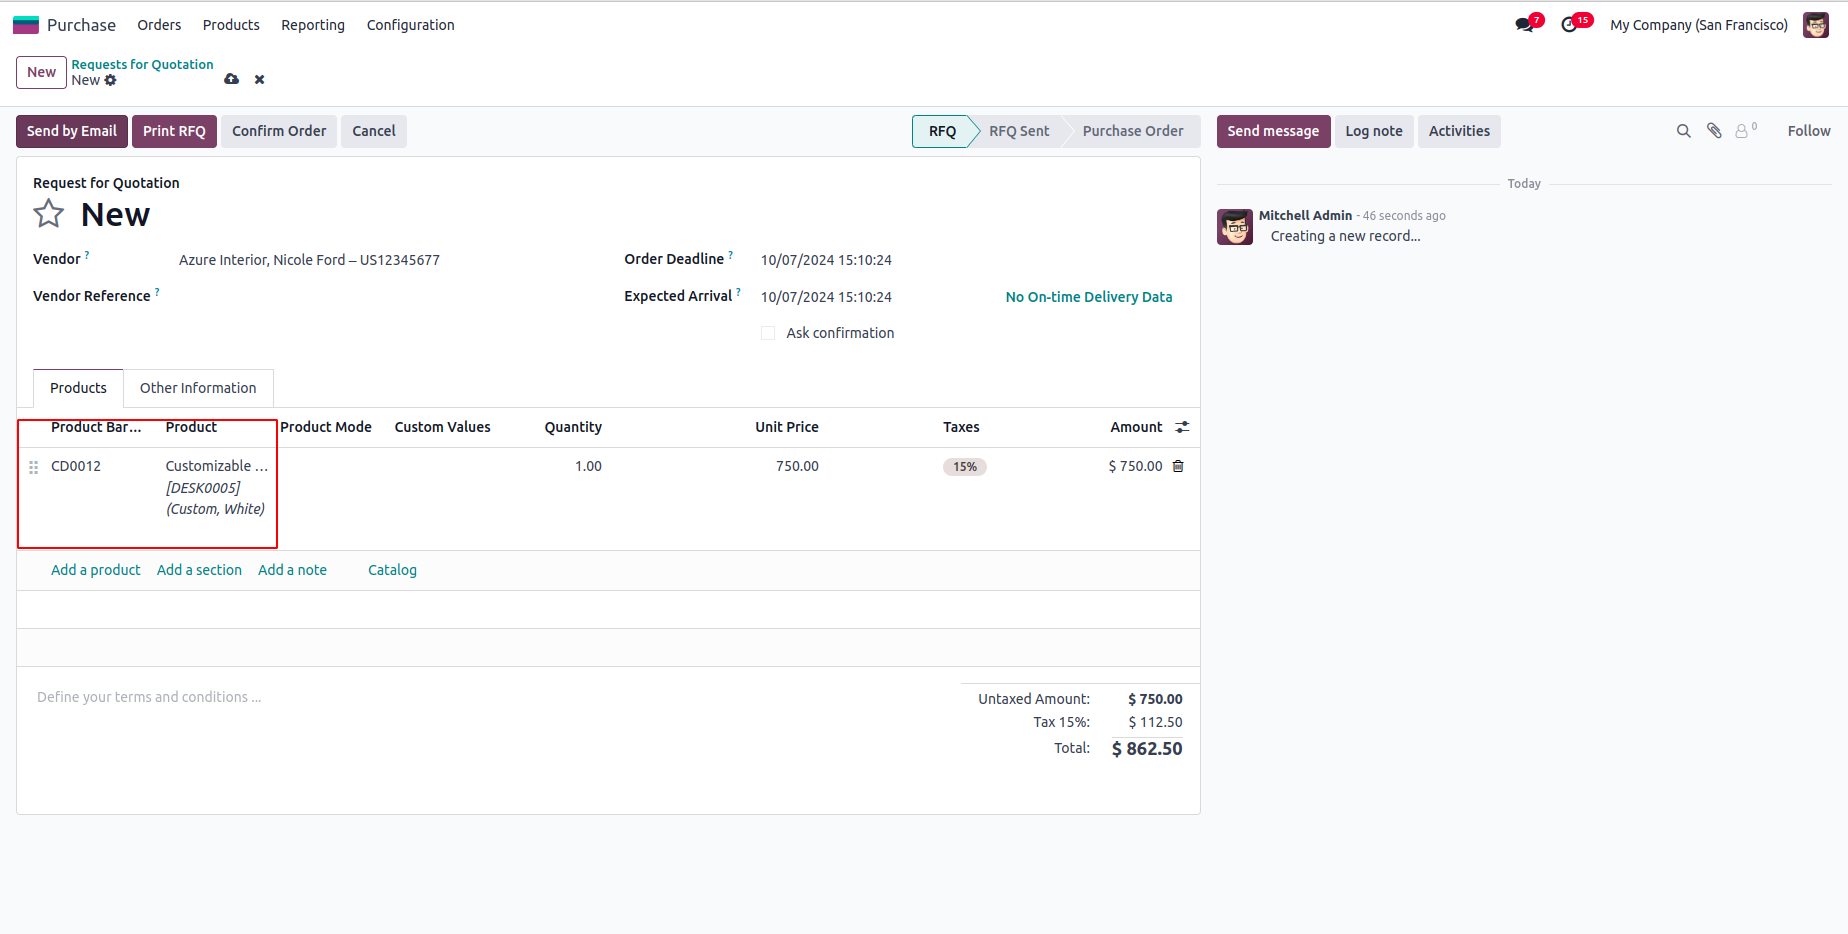 Purchase Orders Products Reporting Configuration 7 15 My Company (San Francisco)
New Requests for Quotation
New
Send by Email Print RFQ Confirm Order Cancel RFQ RFQ Sent Purchase Order Send message Log note Activities 0 Follow
Request for Quotation
New
Today
Mitchell Admin - 46 seconds ago
Creating a new record...
Vendor ? Azure Interior, Nicole Ford – US12345677 Order Deadline ? 10/07/2024 15:10:24
Vendor Reference ? Expected Arrival ? 10/07/2024 15:10:24 No On-time Delivery Data
Ask confirmation
Products Other Information
Product Bar... Product Product Mode Custom Values Quantity Unit Price Taxes Amount
CD0012 Customizable ... 1.00 750.00 15% $ 750.00
[DESK0005]
(Custom, White)
Add a product Add a section Add a note Catalog
Define your terms and conditions ...
Untaxed Amount: $ 750.00
Tax 15%: $ 112.50
Total: $ 862.50